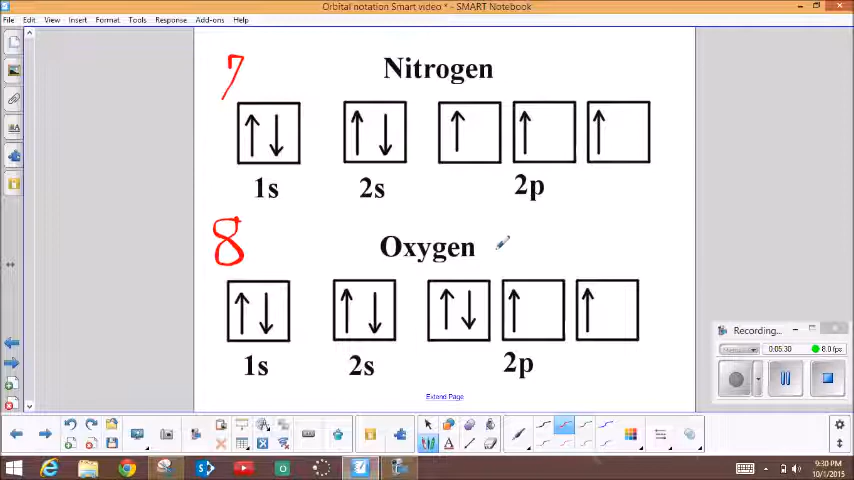 Orbital notation Smart video * - SMART Notebook
File Edit View Insert Format Tools Response Add-ons Help
7
Nitrogen
1s 2s 2p
8
Oxygen
1s 2s 2p
Extend Page
Recording...
0:05:30 8.0 fps
9:30 PM
10/1/2015